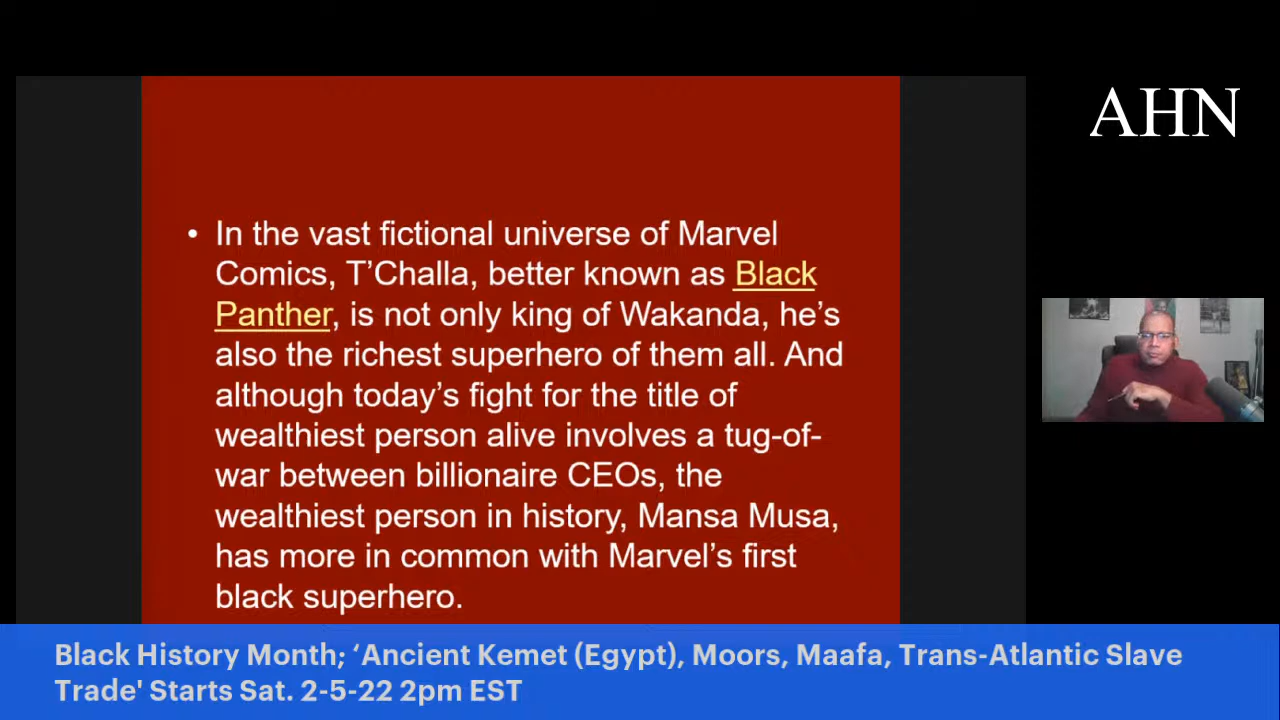 AHN
• In the vast fictional universe of Marvel
Comics, T’Challa, better known as Black
Panther, is not only king of Wakanda, he’s
also the richest superhero of them all. And
although today’s fight for the title of
wealthiest person alive involves a tug-of-
war between billionaire CEOs, the
wealthiest person in history, Mansa Musa,
has more in common with Marvel’s first
black superhero.
Black History Month; ‘Ancient Kemet (Egypt), Moors, Maafa, Trans-Atlantic Slave
Trade' Starts Sat. 2-5-22 2pm EST